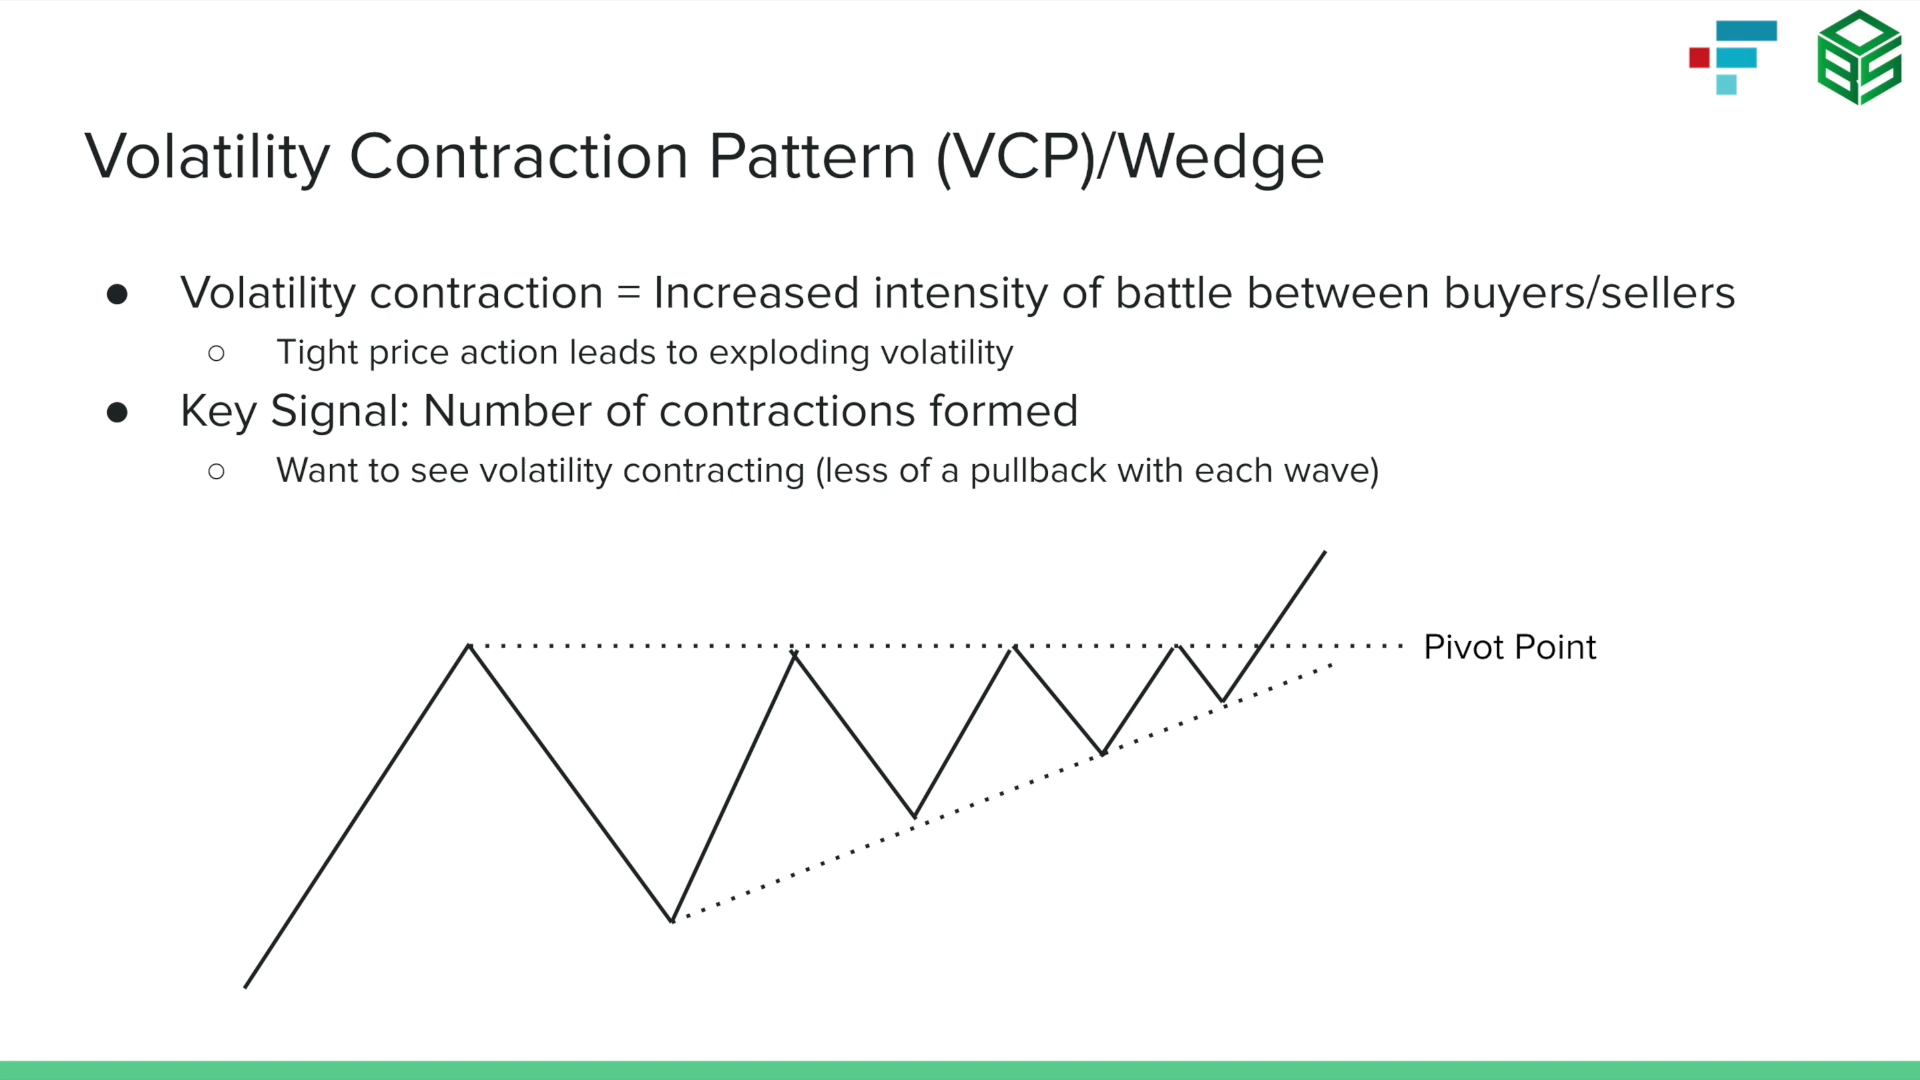 Volatility Contraction Pattern (VCP)/Wedge
● Volatility contraction = Increased intensity of battle between buyers/sellers
○ Tight price action leads to exploding volatility
● Key Signal: Number of contractions formed
○ Want to see volatility contracting (less of a pullback with each wave)
Pivot Point